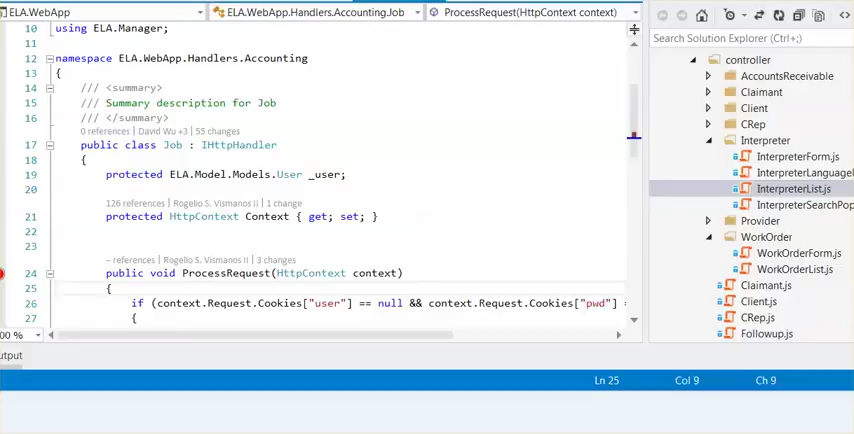 ELA.WebApp
ELA.WebApp.Handlers.Accounting.Job
ProcessRequest(HttpContext context)
10 using ELA.Manager;
11
12 namespace ELA.WebApp.Handlers.Accounting
13 {
14 /// <summary>
15 /// Summary description for Job
16 /// </summary>
0 references | David Wu +3 | 55 changes
17 public class Job : IHttpHandler
18 {
19 protected ELA.Model.Models.User _user;
20
126 references | Rogelio S. Vismanos II | 1 change
21 protected HttpContext Context { get; set; }
22
23
– references | Rogelio S. Vismanos II | 3 changes
24 public void ProcessRequest(HttpContext context)
25 {
26 if (context.Request.Cookies["user"] == null && context.Request.Cookies["pwd"] =
27 {
00 %
utput
Ln 25 Col 9 Ch 9
Search Solution Explorer (Ctrl+;)
controller
AccountsReceivable
Claimant
Client
CRep
Interpreter
InterpreterForm.js
InterpreterLanguagel
InterpreterList.js
InterpreterSearchPop
Provider
WorkOrder
WorkOrderForm.js
WorkOrderList.js
Claimant.js
Client.js
CRep.js
Followup.js